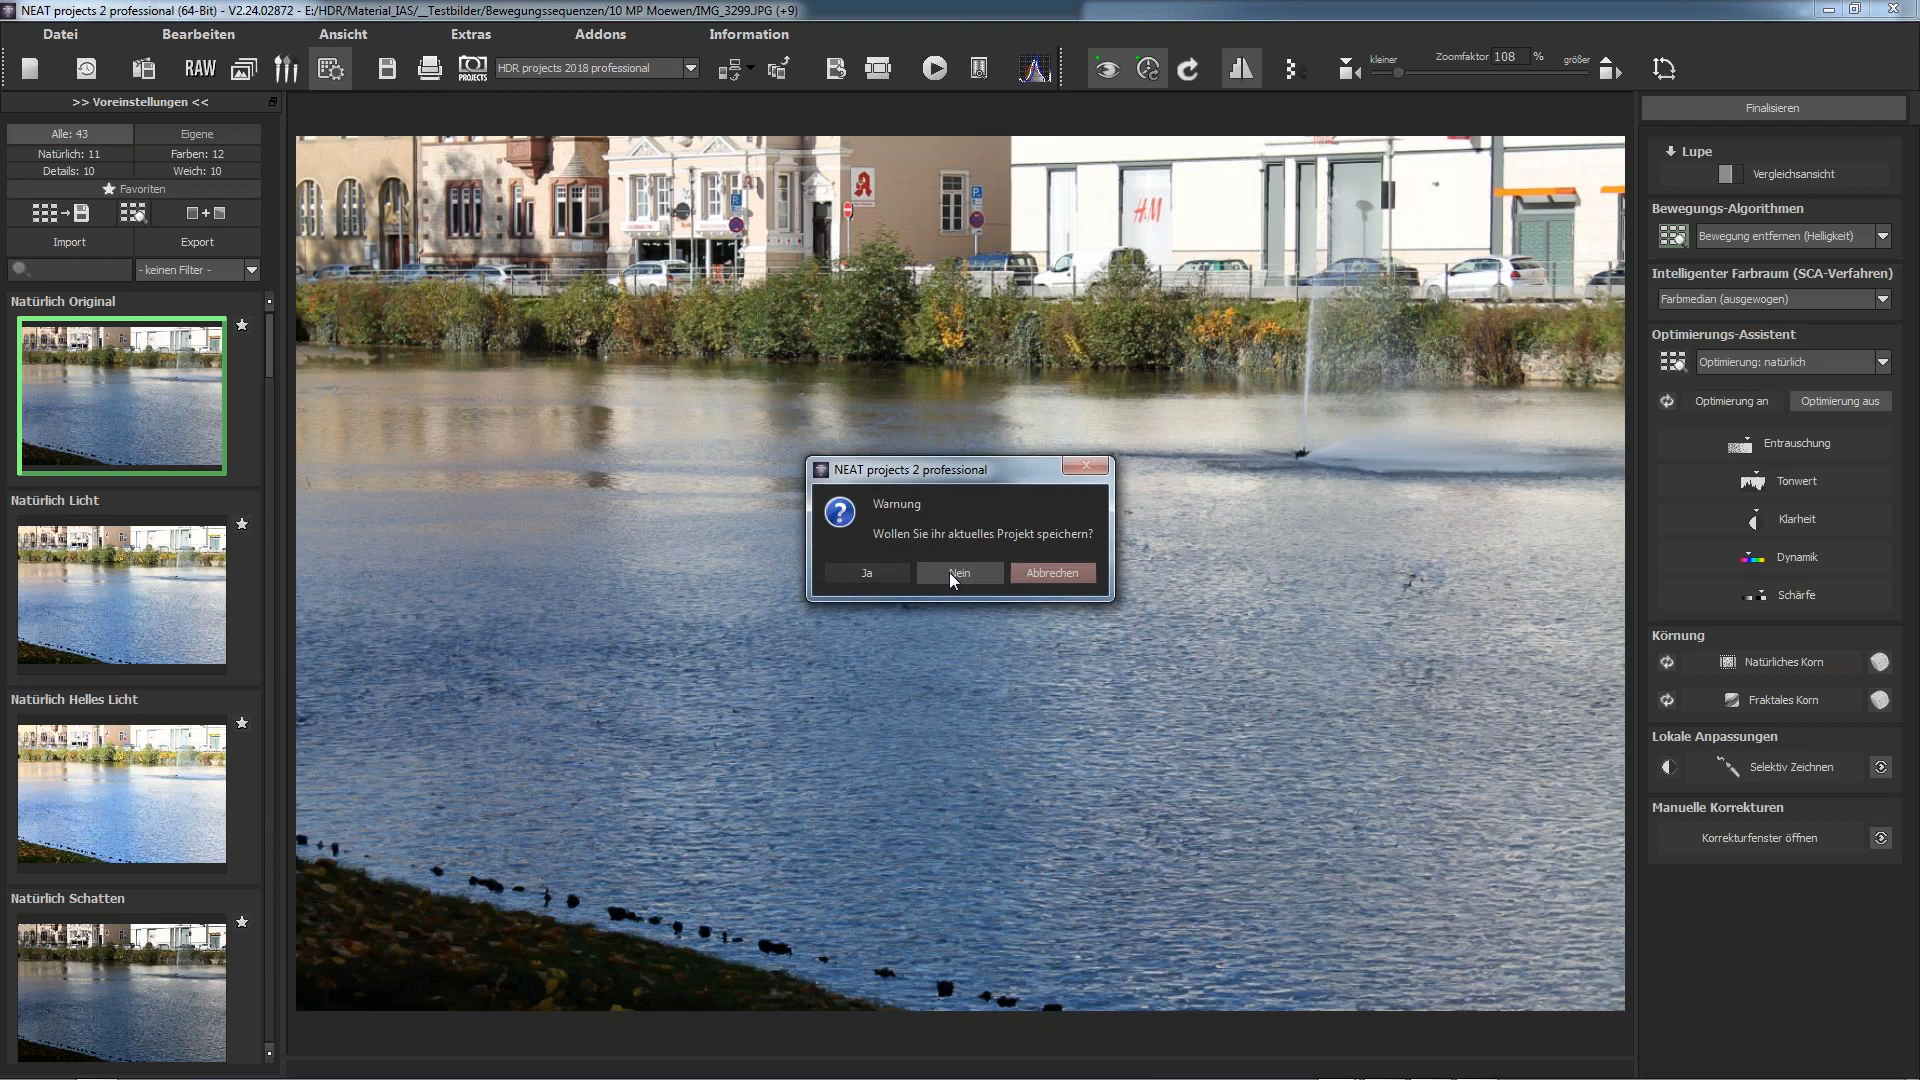 NEAT projects 2 professional (64-Bit) - V2.24.02872 - E:/HDR/Material_IAS/__Testbilder/Bewegungssequenzen/10 MP Moewen/IMG_3299.JPG (+9)
Datei Bearbeiten Ansicht Extras Addons Information
RAW PROJECTS HDR projects 2018 professional kleiner Zoomfaktor 108 % größer
>> Voreinstellungen <<
Alle: 43 Eigene
Natürlich: 11 Farben: 12
Details: 10 Weich: 10
Favoriten
Import Export
- keinen Filter -
Natürlich Original
Natürlich Licht
Natürlich Helles Licht
Natürlich Schatten
H&M
P
P
A
NEAT projects 2 professional
Warnung
Wollen Sie ihr aktuelles Projekt speichern?
Ja Nein Abbrechen
Finalisieren
Lupe
Vergleichsansicht
Bewegungs-Algorithmen
Bewegung entfernen (Helligkeit)
Intelligenter Farbraum (SCA-Verfahren)
Farbmedian (ausgewogen)
Optimierungs-Assistent
Optimierung: natürlich
Optimierung an Optimierung aus
Entrauschung
Tonwert
Klarheit
Dynamik
Schärfe
Körnung
Natürliches Korn
Fraktales Korn
Lokale Anpassungen
Selektiv Zeichnen
Manuelle Korrekturen
Korrekturfenster öffnen